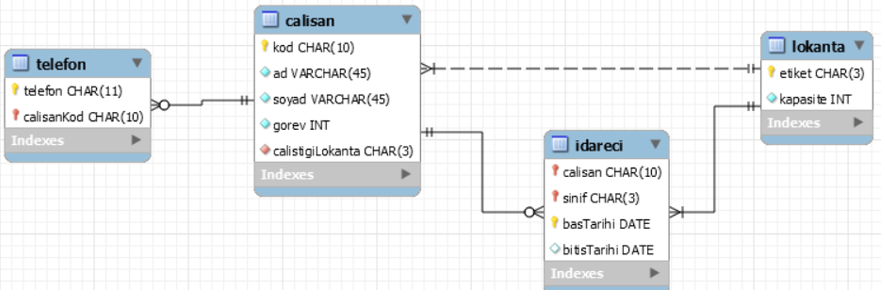 telefon
telefon CHAR(11)
calisanKod CHAR(10)
Indexes
calisan
kod CHAR(10)
ad VARCHAR(45)
soyad VARCHAR(45)
gorev INT
calistigiLokanta CHAR(3)
Indexes
idareci
calisan CHAR(10)
sinif CHAR(3)
basTarihi DATE
bitisTarihi DATE
Indexes
lokanta
etiket CHAR(3)
kapasite INT
Indexes